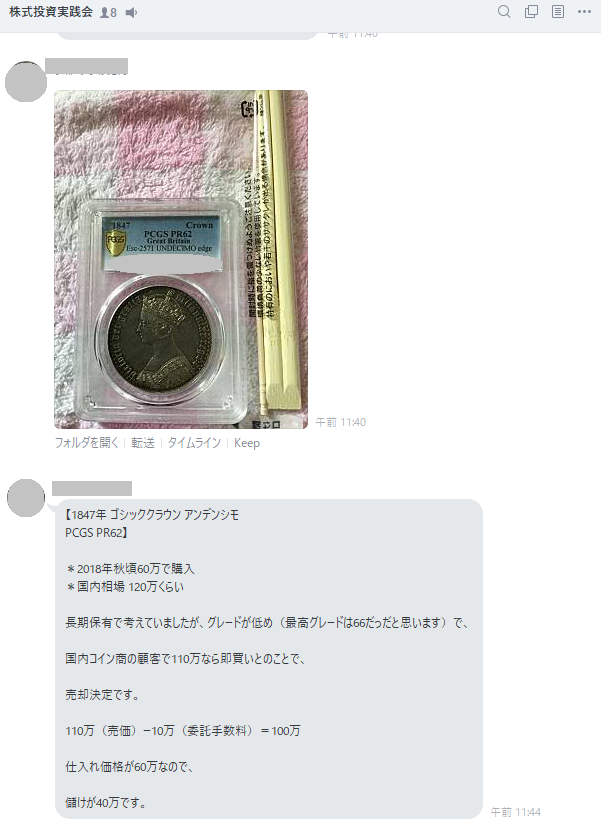 株式投資実践会 8
午前 11:40
1847 Crown
PCGS PR62
Great Britain
Esc-2571 UNDECIMO edge
PCGS
午前 11:40
フォルダを開く | 転送 | タイムライン | Keep
【1847年 ゴシッククラウン アンデンシモ
PCGS PR62】
＊2018年秋頃60万で購入
＊国内相場 120万くらい
長期保有で考えていましたが、グレードが低め（最高グレードは66だっだと思います）で、
国内コイン商の顧客で110万なら即買いとのことで、
売却決定です。
110万（売価）－10万（委託手数料）＝100万
仕入れ価格が60万なので、
儲けが40万です。
午前 11:44